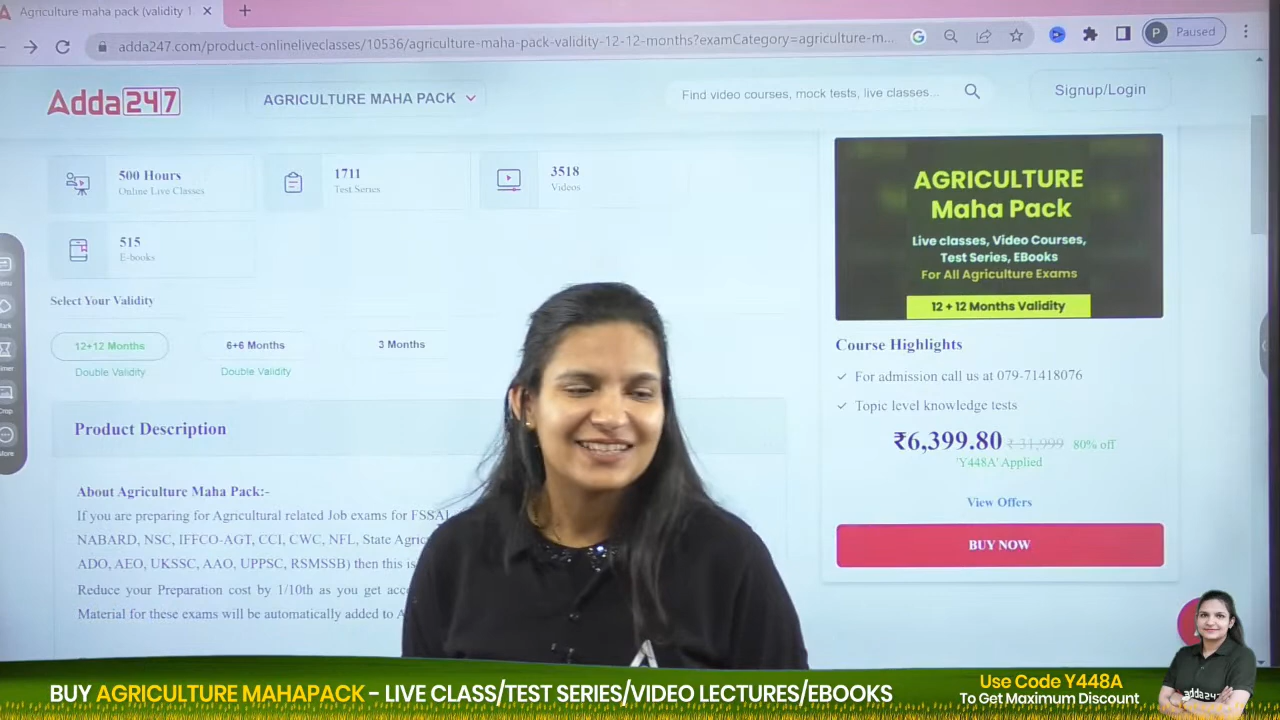 Agriculture maha pack (validity 1
adda247.com/product-onlineliveclasses/10536/agriculture-maha-pack-validity-12-12-months?examCategory=agriculture-m...
P Paused
Adda247
AGRICULTURE MAHA PACK
Find video courses, mock tests, live classes...
Signup/Login
500 Hours
Online Live Classes
1711
Test Series
3518
Videos
515
E-books
Select Your Validity
12+12 Months
Double Validity
6+6 Months
Double Validity
3 Months
Product Description
About Agriculture Maha Pack:-
If you are preparing for Agricultural related Job exams for FSSAI
NABARD, NSC, IFFCO-AGT, CCI, CWC, NFL, State Agric
ADO, AEO, UKSSC, AAO, UPPSC, RSMSSB) then this is
Reduce your Preparation cost by 1/10th as you get acc
Material for these exams will be automatically added to A
AGRICULTURE
Maha Pack
Live classes, Video Courses,
Test Series, EBooks
For All Agriculture Exams
12 + 12 Months Validity
Course Highlights
For admission call us at 079-71418076
Topic level knowledge tests
₹6,399.80 ₹ 31,999 80% off
'Y448A' Applied
View Offers
BUY NOW
Crop
More
BUY AGRICULTURE MAHAPACK - LIVE CLASS/TEST SERIES/VIDEO LECTURES/EBOOKS
Use Code Y448A
To Get Maximum Discount
adda247